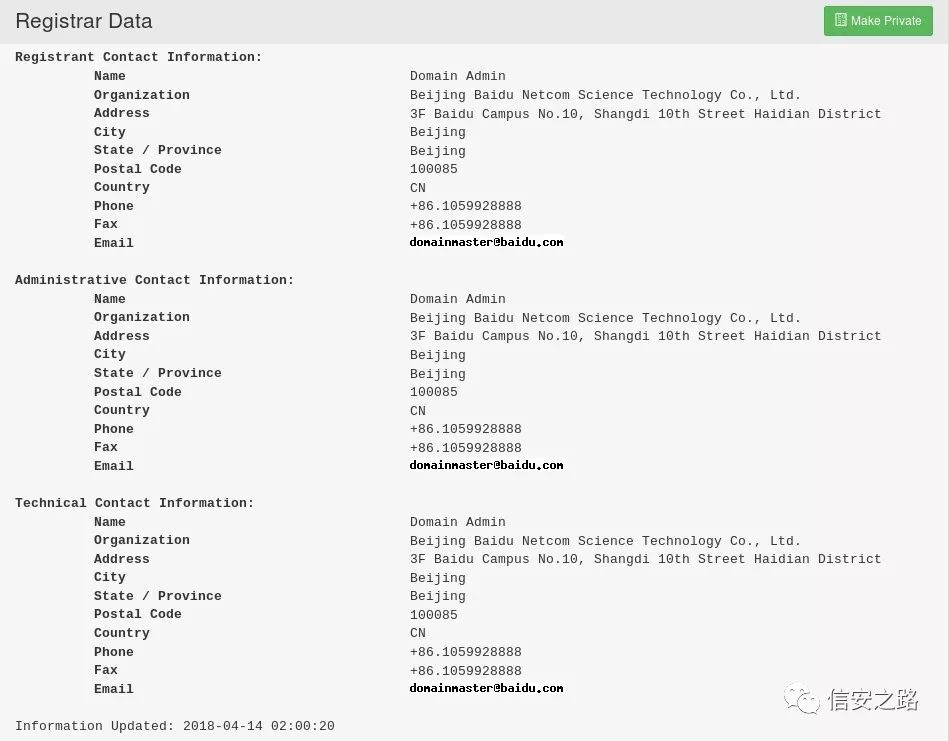 Registrar Data
Make Private
Registrant Contact Information:
Name Domain Admin
Organization Beijing Baidu Netcom Science Technology Co., Ltd.
Address 3F Baidu Campus No.10, Shangdi 10th Street Haidian District
City Beijing
State / Province Beijing
Postal Code 100085
Country CN
Phone +86.1059928888
Fax +86.1059928888
Email domainmaster@baidu.com
Administrative Contact Information:
Name Domain Admin
Organization Beijing Baidu Netcom Science Technology Co., Ltd.
Address 3F Baidu Campus No.10, Shangdi 10th Street Haidian District
City Beijing
State / Province Beijing
Postal Code 100085
Country CN
Phone +86.1059928888
Fax +86.1059928888
Email domainmaster@baidu.com
Technical Contact Information:
Name Domain Admin
Organization Beijing Baidu Netcom Science Technology Co., Ltd.
Address 3F Baidu Campus No.10, Shangdi 10th Street Haidian District
City Beijing
State / Province Beijing
Postal Code 100085
Country CN
Phone +86.1059928888
Fax +86.1059928888
Email domainmaster@baidu.com
信安之路
Information Updated: 2018-04-14 02:00:20